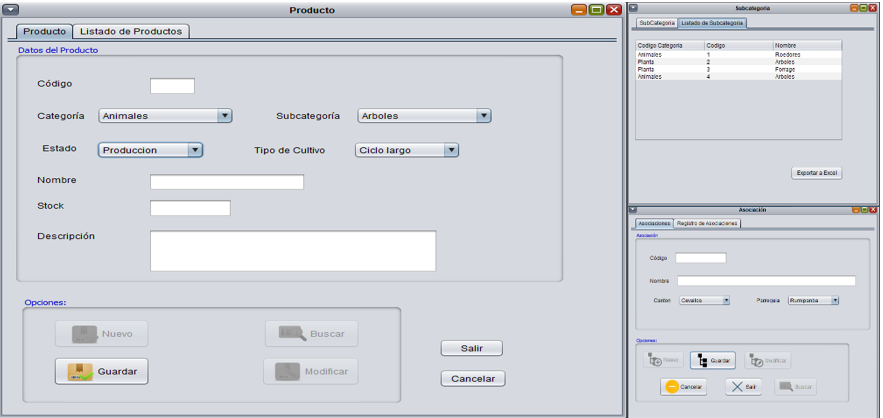 Producto
Producto Listado de Productos
Datos del Producto
Código
Categoría Animales Subcategoría Arboles
Estado Produccion Tipo de Cultivo Ciclo largo
Nombre
Stock
Descripción
Opciones:
Nuevo Buscar
Guardar Modificar
Salir
Cancelar
Subcategoria
SubCategoria Listado de Subcategoria
Codigo Categoria Codigo Nombre
Animales 1 Roedores
Planta 2 Arboles
Planta 3 Forrage
Animales 4 Arboles
Exportar a Excel
Asociación
Asociaciones Registro de Asociaciones
Asociación
Código
Nombre
Canton Cevallos Parroquia Rumipamba
Opciones:
Nuevo Guardar Modificar
Cancelar Salir Buscar